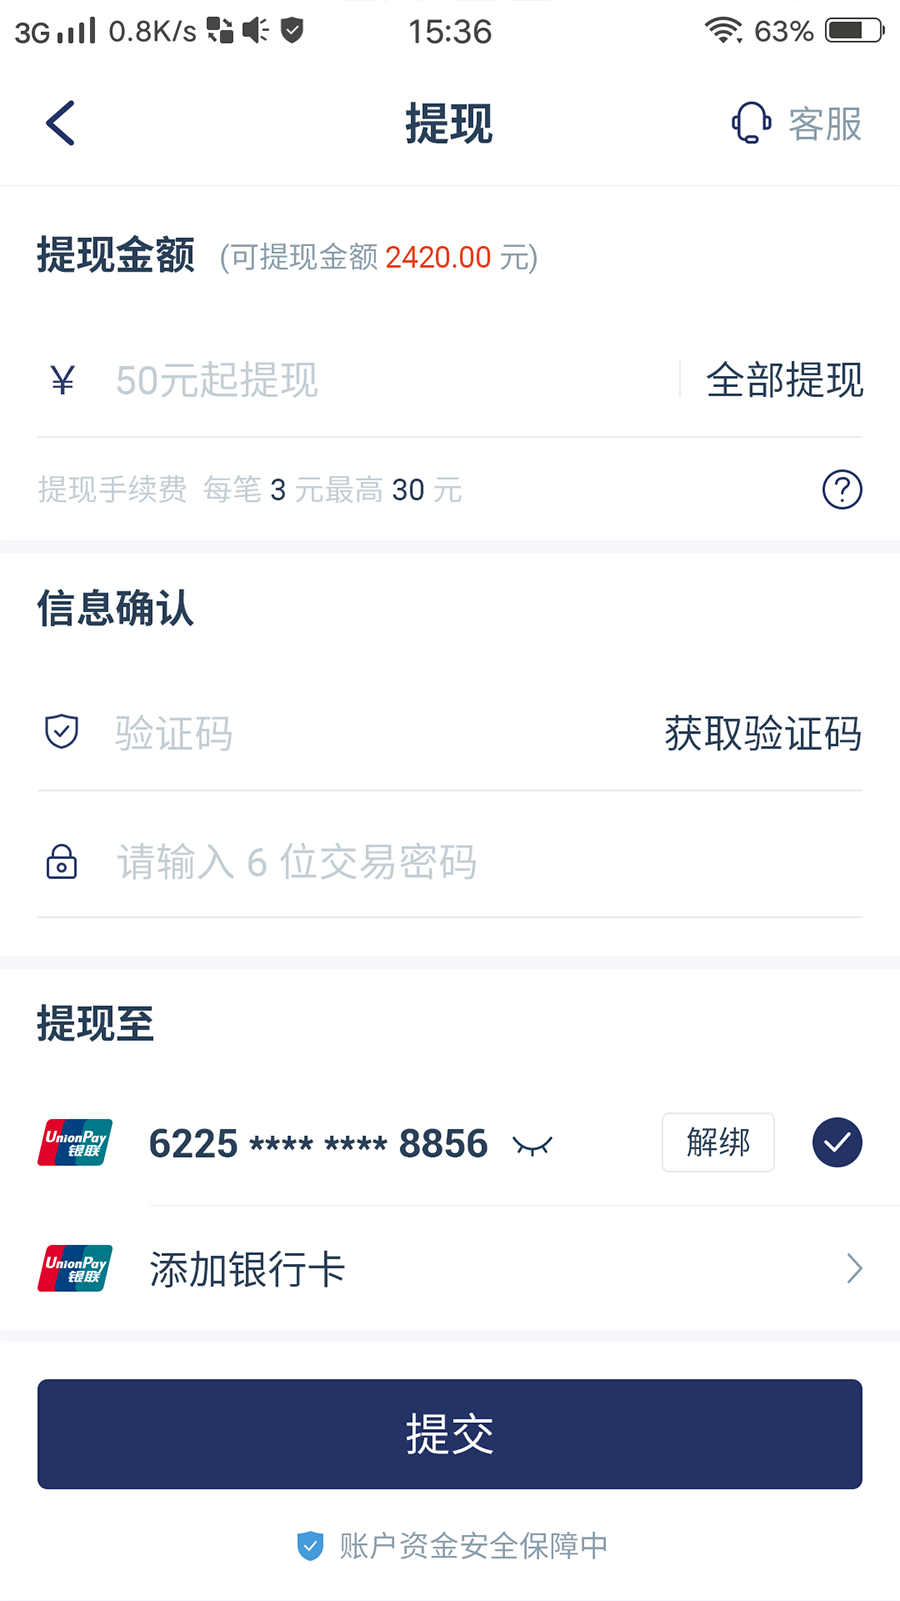 3G 0.8K/s 15:36 63%
提现 客服
提现金额 (可提现金额 2420.00 元)
¥ 50元起提现 全部提现
提现手续费 每笔 3 元最高 30 元 ?
信息确认
验证码 获取验证码
请输入 6 位交易密码
提现至
UnionPay 银联 6225 **** **** 8856 解绑
UnionPay 银联 添加银行卡
提交
账户资金安全保障中